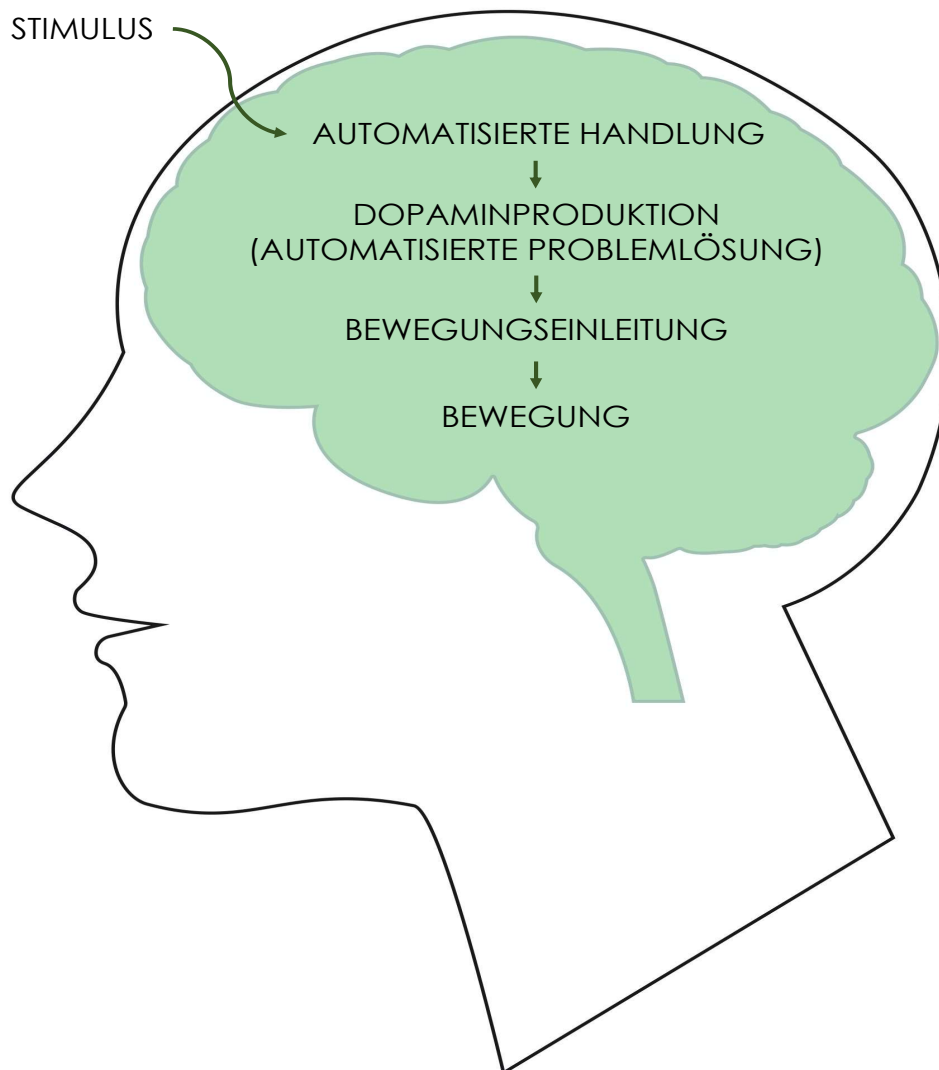 STIMULUS
AUTOMATISIERTE HANDLUNG
DOPAMINPRODUKTION
(AUTOMATISIERTE PROBLEMLÖSUNG)
BEWEGUNGSEINLEITUNG
BEWEGUNG